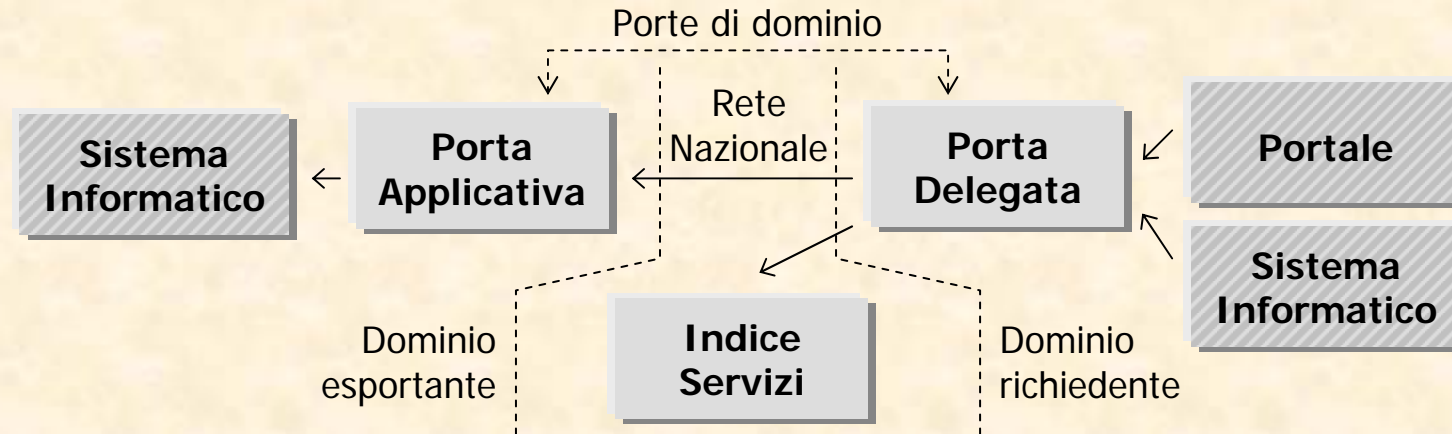 Porte di dominio
Sistema
Informatico
Porta
Applicativa
Rete
Nazionale
Porta
Delegata
Portale
Sistema
Informatico
Dominio
esportante
Indice
Servizi
Dominio
richiedente